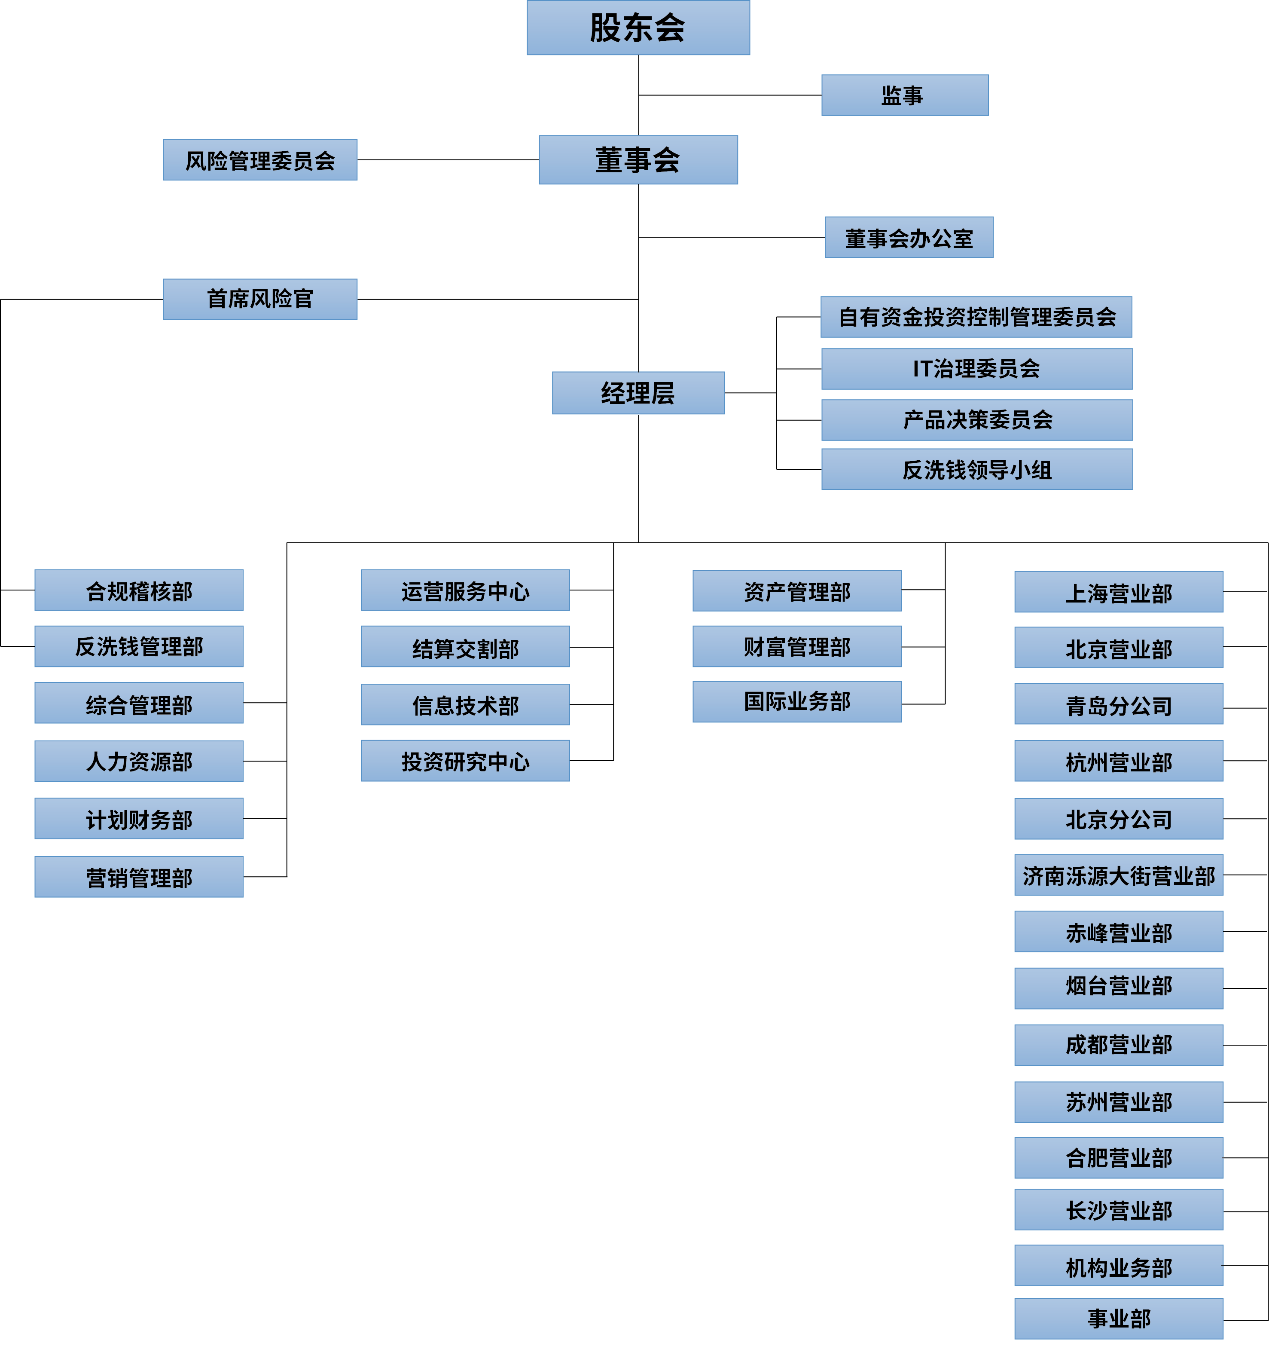 股东会
监事
风险管理委员会
董事会
董事会办公室
首席风险官
自有资金投资控制管理委员会
IT治理委员会
经理层
产品决策委员会
反洗钱领导小组
合规稽核部
反洗钱管理部
综合管理部
人力资源部
计划财务部
营销管理部
运营服务中心
结算交割部
信息技术部
投资研究中心
资产管理部
财富管理部
国际业务部
上海营业部
北京营业部
青岛分公司
杭州营业部
北京分公司
济南泺源大街营业部
赤峰营业部
烟台营业部
成都营业部
苏州营业部
合肥营业部
长沙营业部
机构业务部
事业部